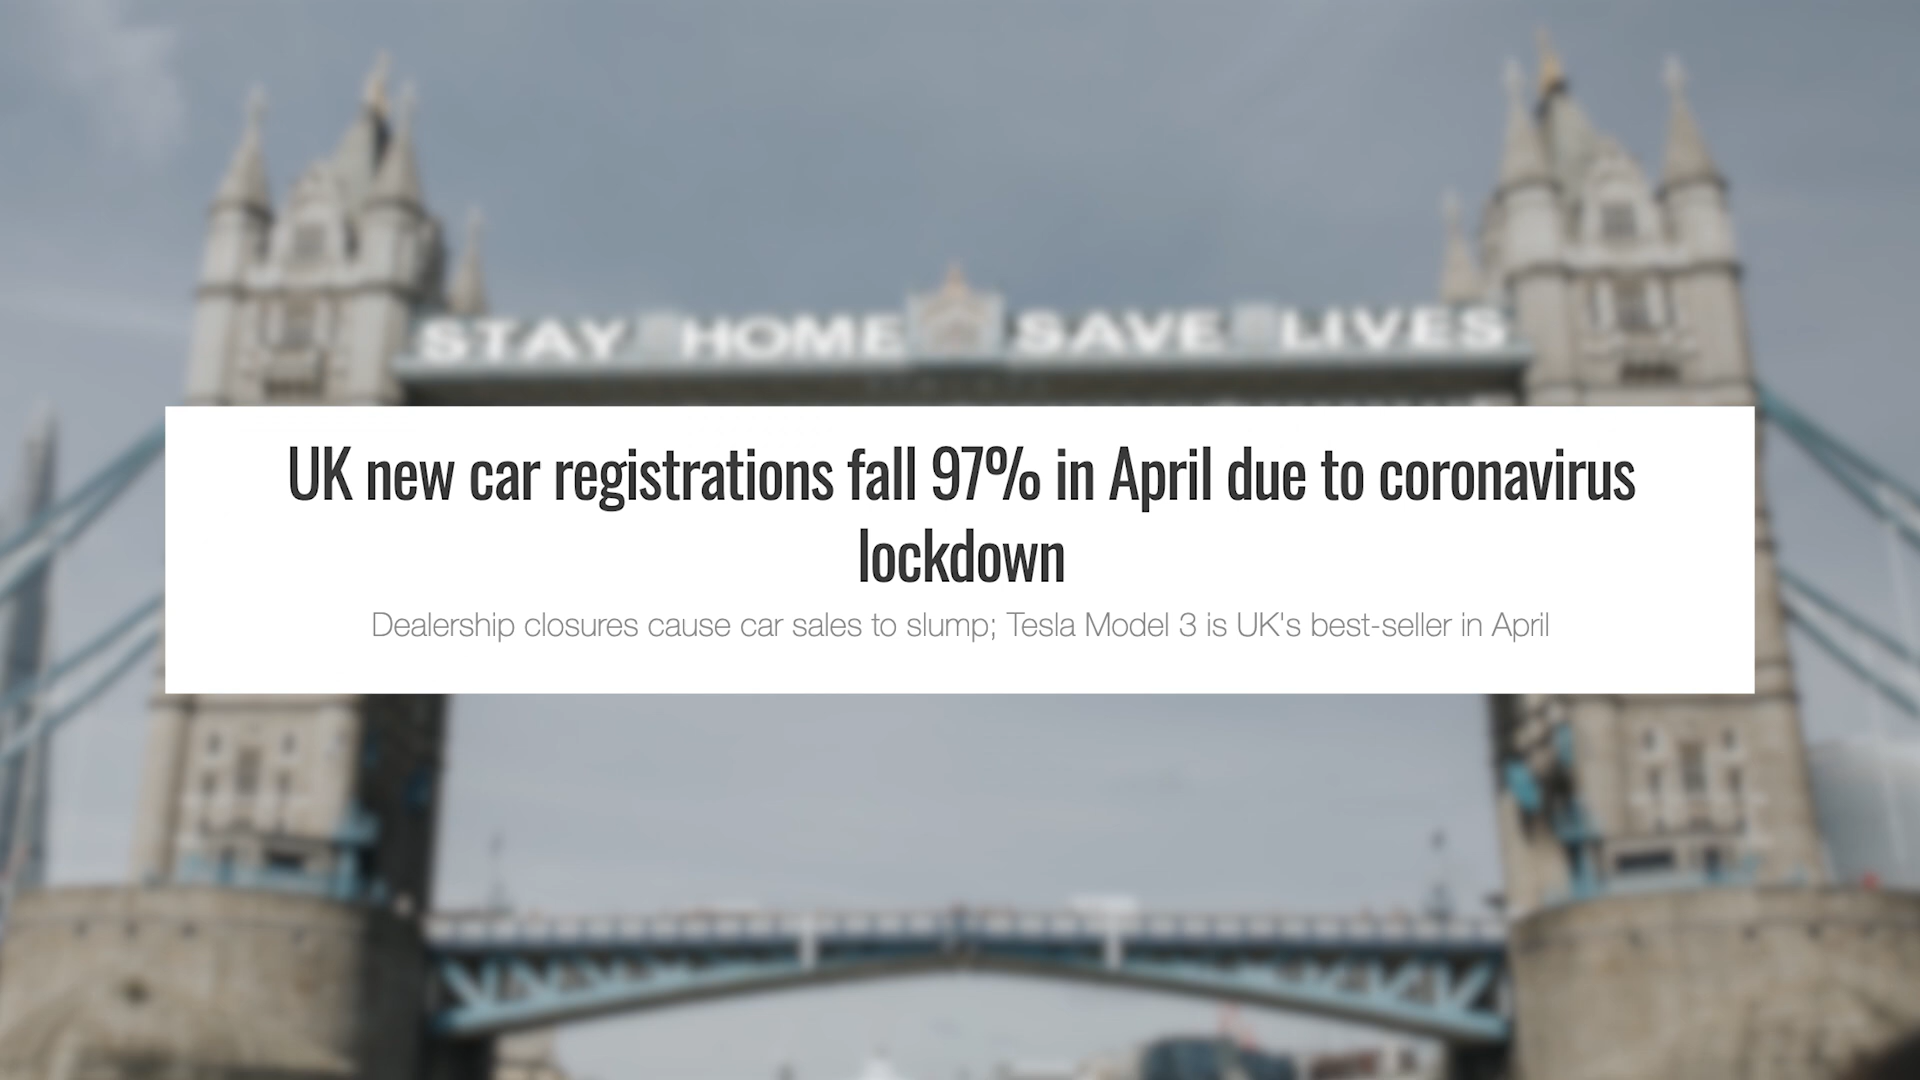 STAY HOME SAVE LIVES
UK new car registrations fall 97% in April due to coronavirus
lockdown
Dealership closures cause car sales to slump; Tesla Model 3 is UK's best-seller in April